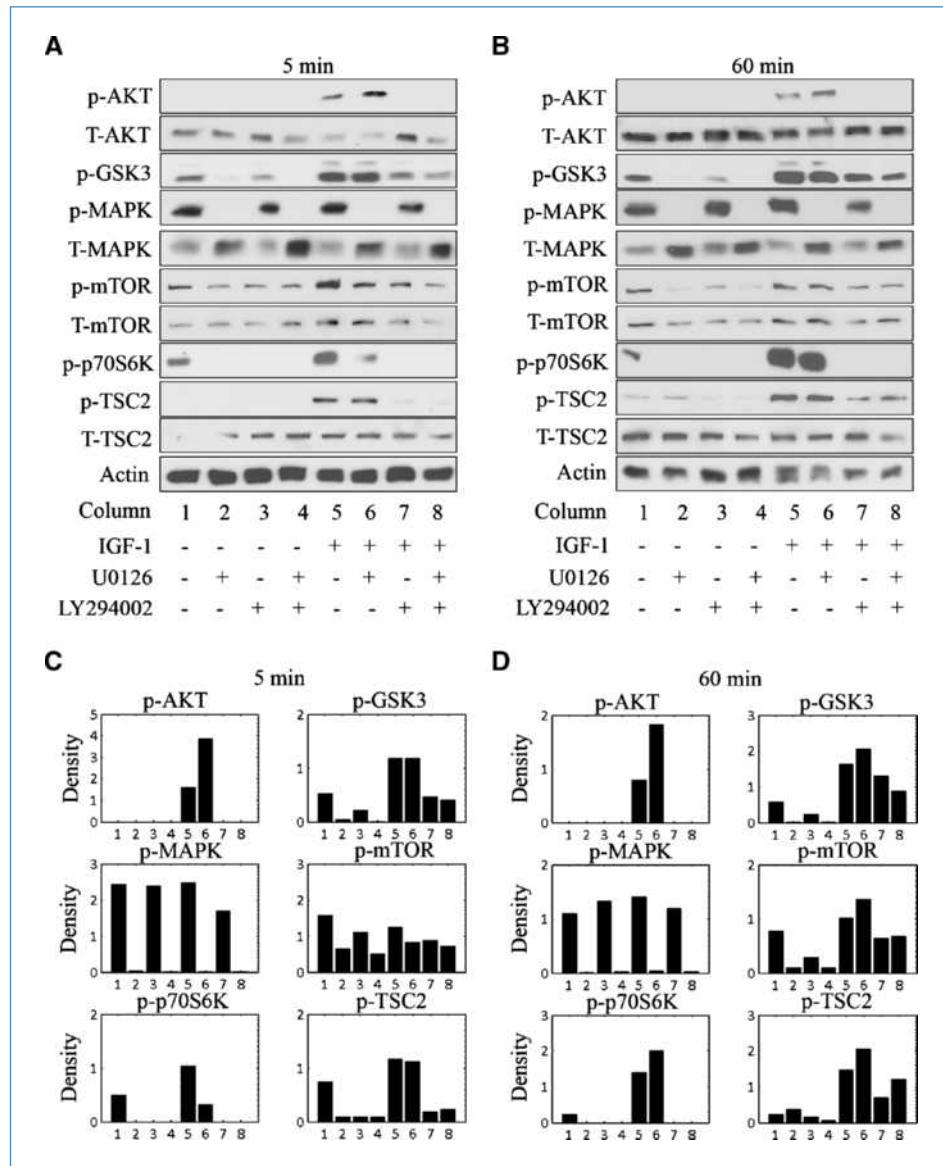 A
5 min
p-AKT
T-AKT
p-GSK3
p-MAPK
T-MAPK
p-mTOR
T-mTOR
p-p70S6K
p-TSC2
T-TSC2
Actin
Column 1 2 3 4 5 6 7 8
IGF-1 - - - - + + + +
U0126 - + - + - + - +
LY294002 - - + + - - + +
B
60 min
p-AKT
T-AKT
p-GSK3
p-MAPK
T-MAPK
p-mTOR
T-mTOR
p-p70S6K
p-TSC2
T-TSC2
Actin
Column 1 2 3 4 5 6 7 8
IGF-1 - - - - + + + +
U0126 - + - + - + - +
LY294002 - - + + - - + +
C
5 min
p-AKT
Density
5
4
3
2
1
0
1 2 3 4 5 6 7 8
p-GSK3
2
1
0
1 2 3 4 5 6 7 8
p-MAPK
Density
3
2
1
0
1 2 3 4 5 6 7 8
p-mTOR
2
1
0
1 2 3 4 5 6 7 8
p-p70S6K
Density
2
1
0
1 2 3 4 5 6 7 8
p-TSC2
2
1
0
1 2 3 4 5 6 7 8
D
60 min
p-AKT
Density
2
1
0
1 2 3 4 5 6 7 8
p-GSK3
3
2
1
0
1 2 3 4 5 6 7 8
p-MAPK
Density
2
1
0
1 2 3 4 5 6 7 8
p-mTOR
2
1
0
1 2 3 4 5 6 7 8
p-p70S6K
Density
3
2
1
0
1 2 3 4 5 6 7 8
p-TSC2
3
2
1
0
1 2 3 4 5 6 7 8